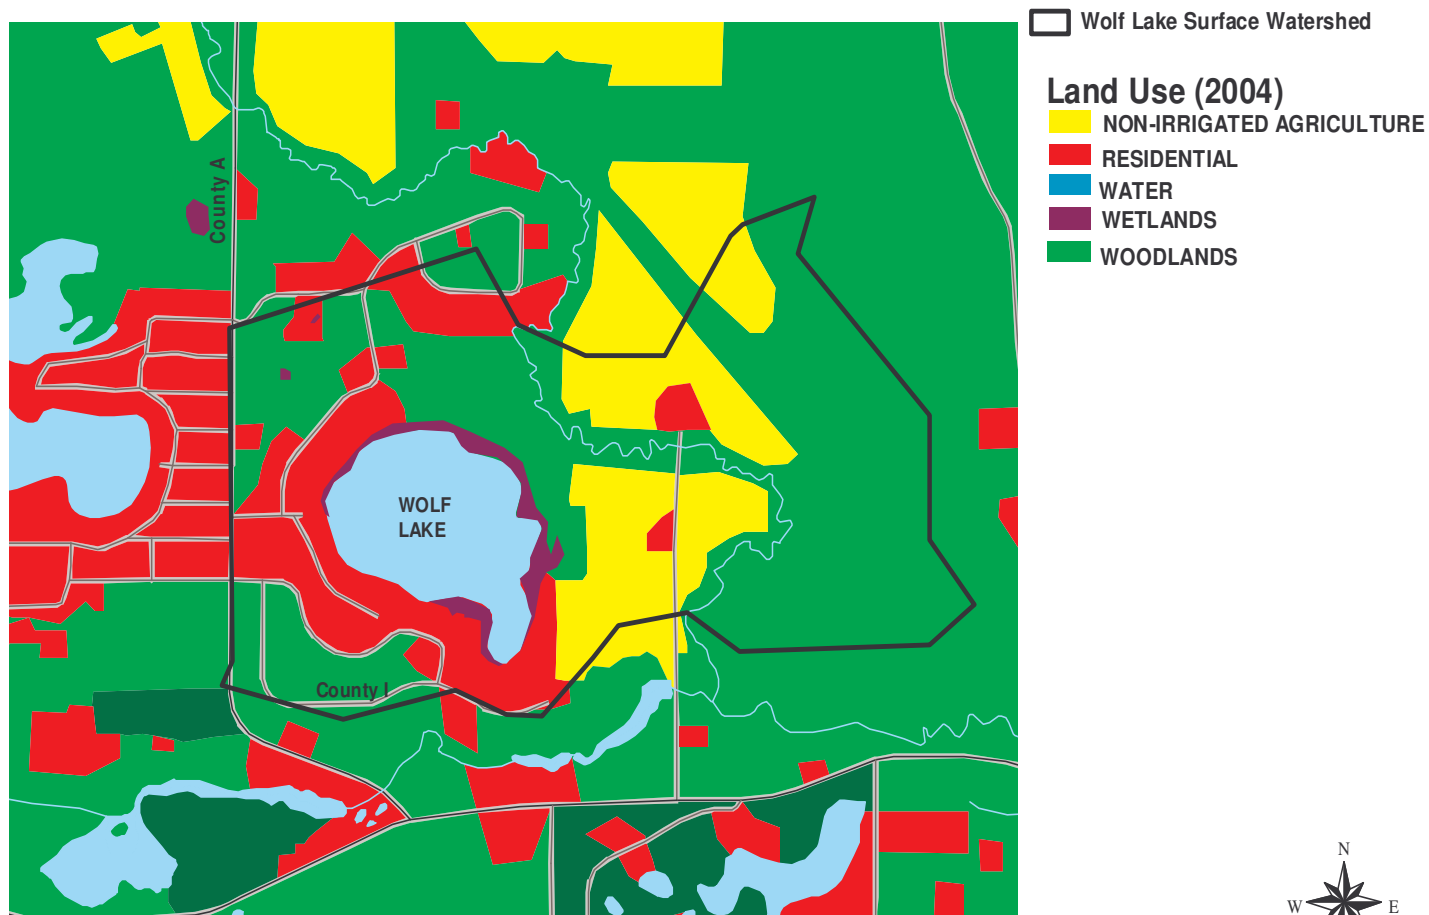 Wolf Lake Surface Watershed
Land Use (2004)
NON-IRRIGATED AGRICULTURE
RESIDENTIAL
WATER
WETLANDS
WOODLANDS
County A
WOLF
LAKE
County I
N
W
E